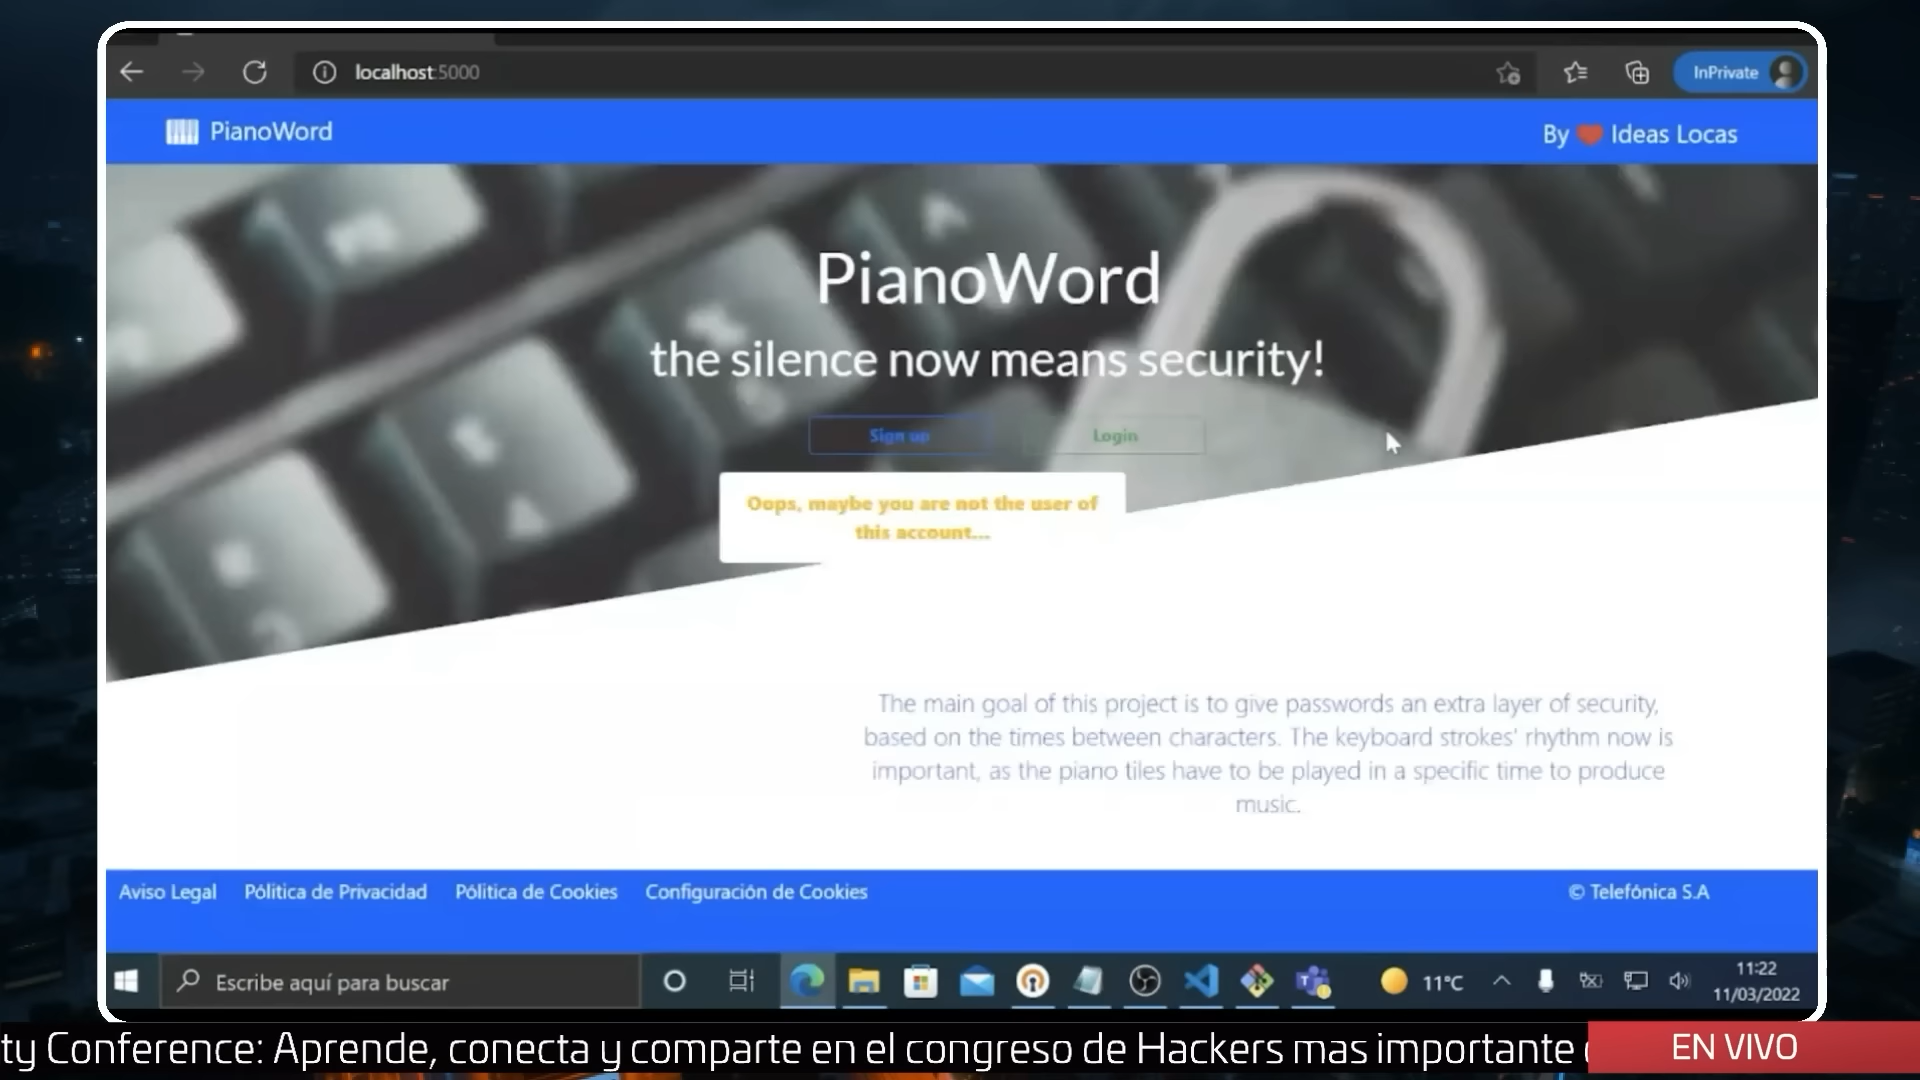 localhost:5000
InPrivate
PianoWord
By Ideas Locas
PianoWord
the silence now means security!
Sign up
Login
Oops, maybe you are not the user of
this account...
The main goal of this project is to give passwords an extra layer of security,
based on the times between characters. The keyboard strokes' rhythm now is
important, as the piano tiles have to be played in a specific time to produce
music.
Aviso Legal
Pólitica de Privacidad
Pólitica de Cookies
Configuración de Cookies
© Telefónica S.A
Escribe aquí para buscar
11°C
11:22
11/03/2022
ty Conference: Aprende, conecta y comparte en el congreso de Hackers mas importante
EN VIVO